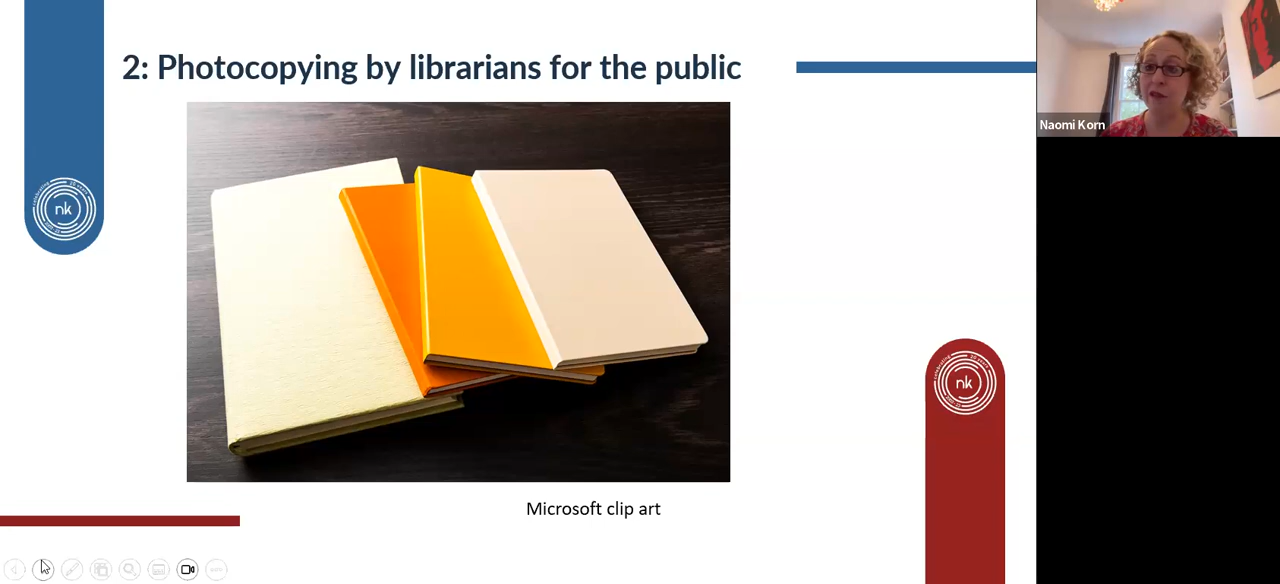 2: Photocopying by librarians for the public
Naomi Korn
nk
nk
Microsoft clip art